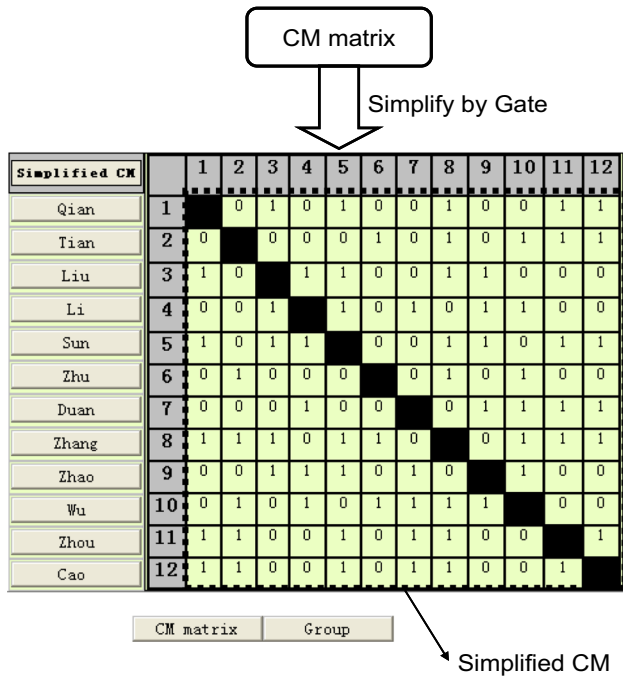 CM matrix
Simplify by Gate
Simplified CM 1 2 3 4 5 6 7 8 9 10 11 12
Qian 1 0 1 0 1 0 0 1 0 0 1 1
Tian 2 0 0 0 0 1 0 1 0 1 1 1
Liu 3 1 0 1 1 0 0 1 1 0 0 0
Li 4 0 0 1 1 0 1 0 1 1 0 0
Sun 5 1 0 1 1 0 0 1 1 0 1 1
Zhu 6 0 1 0 0 0 0 1 0 1 0 0
Duan 7 0 0 0 1 0 0 0 1 1 1 1
Zhang 8 1 1 1 0 1 1 0 0 1 1 1
Zhao 9 0 0 1 1 1 0 1 0 1 0 0
Wu 10 0 1 0 1 0 1 1 1 1 0 0
Zhou 11 1 1 0 0 1 0 1 1 0 0 1
Cao 12 1 1 0 0 1 0 1 1 0 0 1
CM matrix Group
Simplified CM